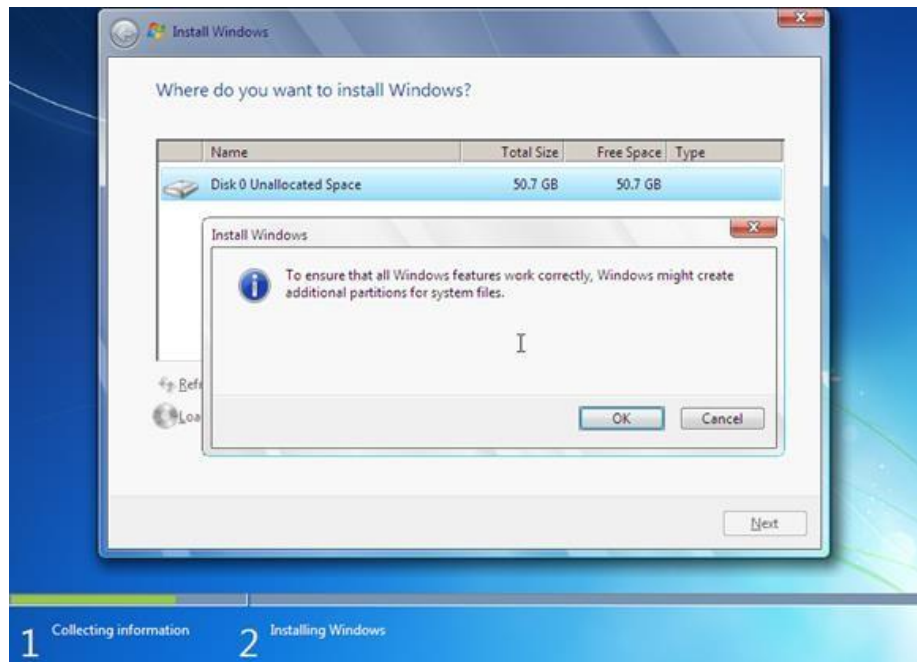 Install Windows
Where do you want to install Windows?
Name Total Size Free Space Type
Disk 0 Unallocated Space 50.7 GB 50.7 GB
Install Windows
To ensure that all Windows features work correctly, Windows might create
additional partitions for system files.
Refr
Loa
OK Cancel
Next
1 Collecting information 2 Installing Windows